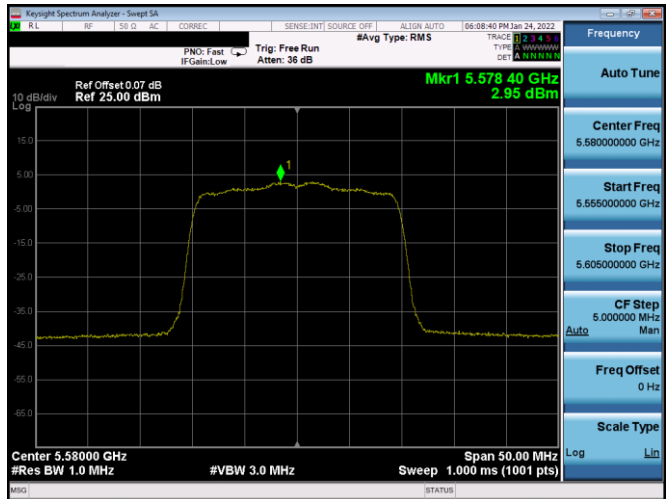 Keysight Spectrum Analyzer - Swept SA
RL RF 50 Ω AC CORREC SENSE:INT SOURCE OFF ALIGN AUTO 06:08:40 PM Jan 24, 2022
PNO: Fast
IFGain:Low
Trig: Free Run
Atten: 36 dB
#Avg Type: RMS
TRACE 1 2 3 4 5 6
TYPE A WWWWW
DET A N N N N N
Ref Offset 0.07 dB
10 dB/div Ref 25.00 dBm
Log
Mkr1 5.578 40 GHz
2.95 dBm
15.0
5.00
-5.00
-15.0
-25.0
-35.0
-45.0
-55.0
-65.0
1
Center 5.58000 GHz
Span 50.00 MHz
#Res BW 1.0 MHz
#VBW 3.0 MHz
Sweep 1.000 ms (1001 pts)
MSG
STATUS
Frequency
Auto Tune
Center Freq
5.580000000 GHz
Start Freq
5.555000000 GHz
Stop Freq
5.605000000 GHz
CF Step
5.000000 MHz
Auto Man
Freq Offset
0 Hz
Scale Type
Log Lin